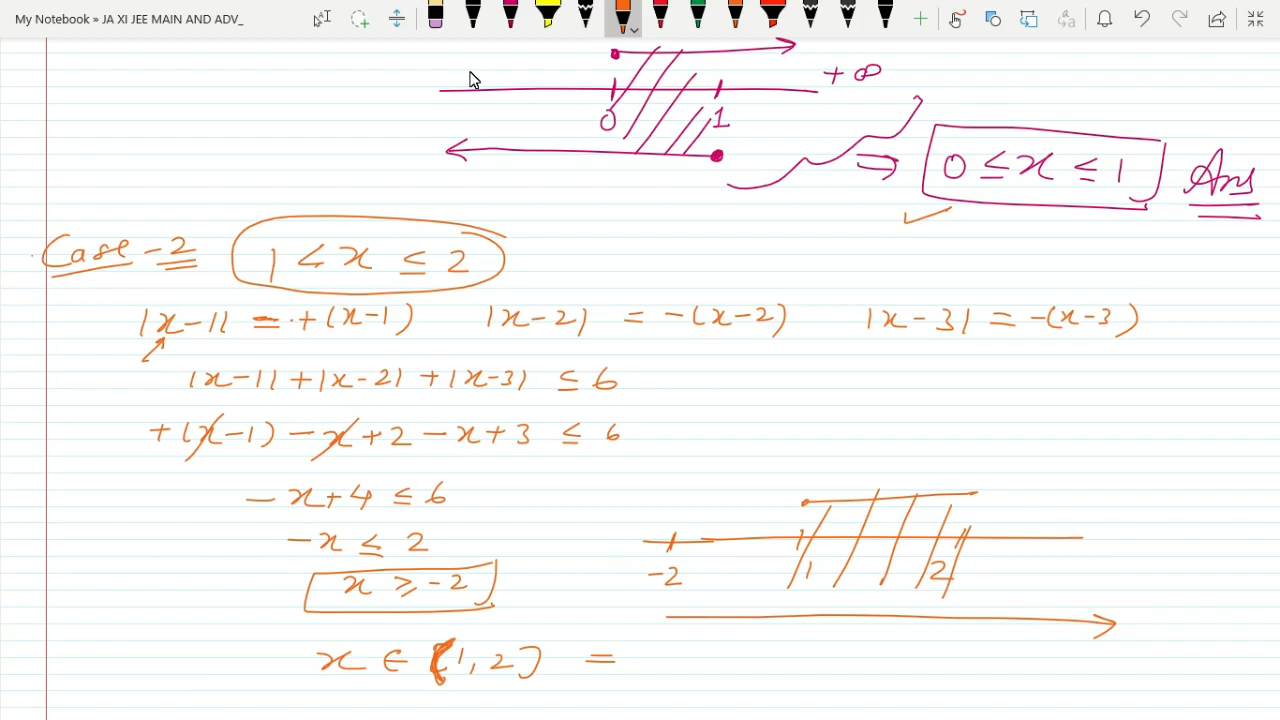 My Notebook » JA XI JEE MAIN AND ADV_
+ ∞
0 1
⇒ 0 ≤ x ≤ 1 Ans
Case-2 1 < x ≤ 2
|x-1| = +(x-1) |x-2| = -(x-2) |x-3| = -(x-3)
|x-1| + |x-2| + |x-3| ≤ 6
+(x-1) - x + 2 - x + 3 ≤ 6
- x + 4 ≤ 6
- x ≤ 2
-2 1 2
x ≥ -2
x ∈ (1, 2] =